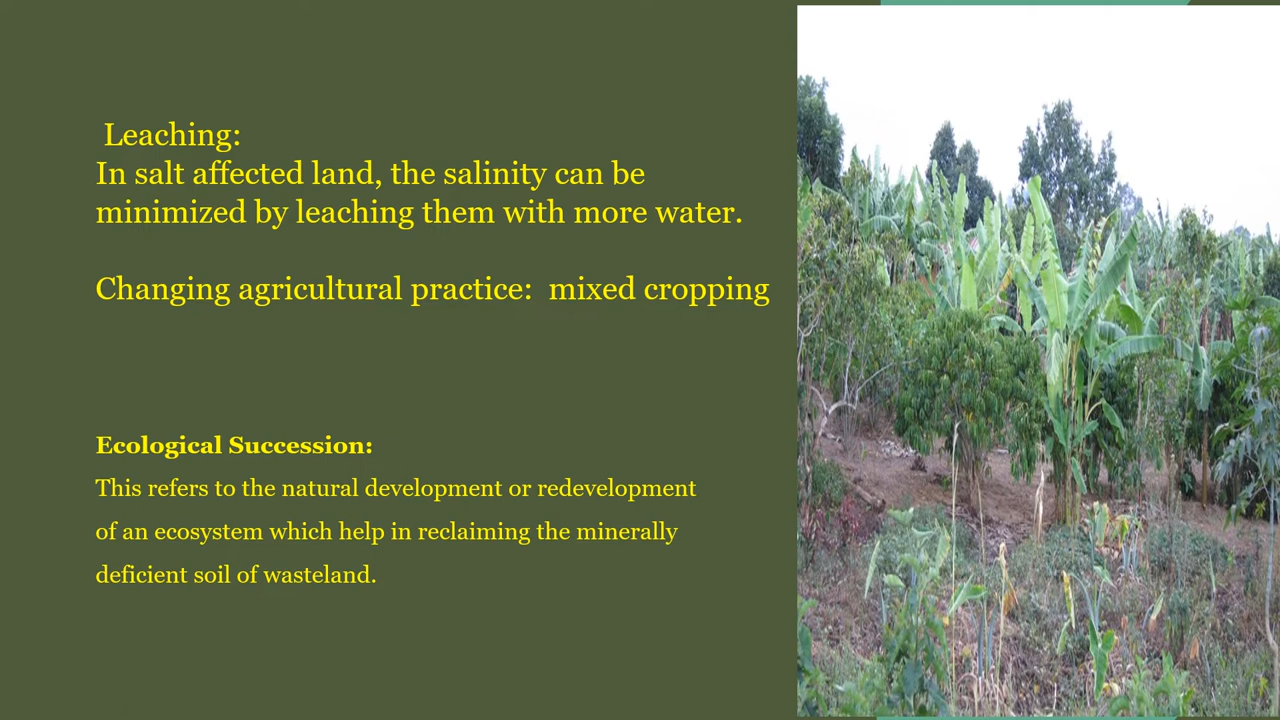 Leaching:
In salt affected land, the salinity can be
minimized by leaching them with more water.
Changing agricultural practice:  mixed cropping
Ecological Succession:
This refers to the natural development or redevelopment
of an ecosystem which help in reclaiming the minerally
deficient soil of wasteland.